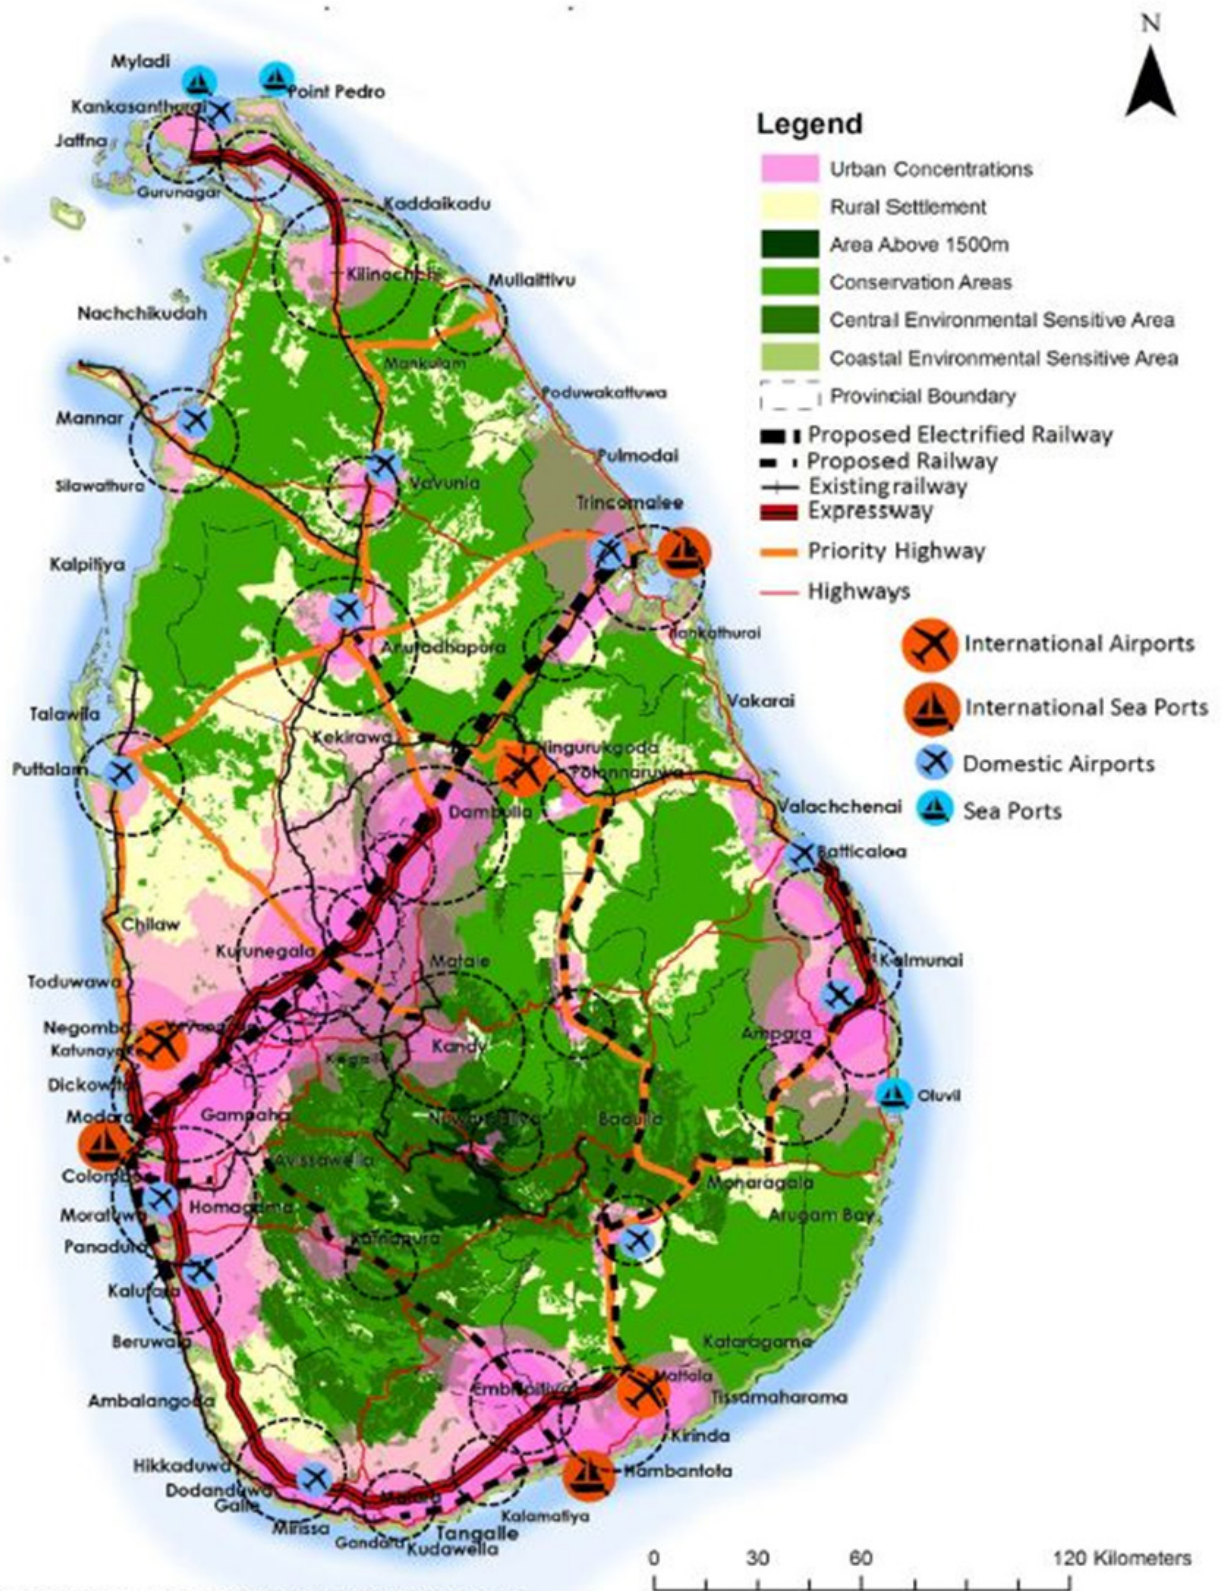 N
Myladi
Point Pedro
Kankasanthurai
Jaffna
Gurunagar
Kaddaikadu
Kilinochchi
Mullaittivu
Nachchikudah
Mankulam
Poduwakattuwa
Mannar
Pulmodai
Silawathura
Vavunia
Trincomalee
Kalpitiya
Anuradhapura
Vakarai
Talawila
Kekirawa
Hingurukgoda
Puttalam
Polonnaruwa
Dambulla
Valachchenai
Batticaloa
Chilaw
Kurunegala
Matale
Kalmunai
Toduwawa
Negombo
Ampara
Kandy
Kegalle
Dickowita
Oluvil
Modara
Gampaha
Badulla
Avissawella
Colombo
Monaragala
Homagama
Moratuwa
Arugam Bay
Panadura
Ratnapura
Kalutara
Beruwala
Kataragama
Mattala
Embilipitiya
Tissamaharama
Ambalangoda
Kirinda
Hikkaduwa
Hambantota
Dodanduwa
Matara
Galle
Kalamatiya
Mirissa
Tangalle
Gandara
Kudawella
Legend
Urban Concentrations
Rural Settlement
Area Above 1500m
Conservation Areas
Central Environmental Sensitive Area
Coastal Environmental Sensitive Area
Provincial Boundary
Proposed Electrified Railway
Proposed Railway
Existing railway
Expressway
Priority Highway
Highways
International Airports
International Sea Ports
Domestic Airports
Sea Ports
0 30 60 120 Kilometers